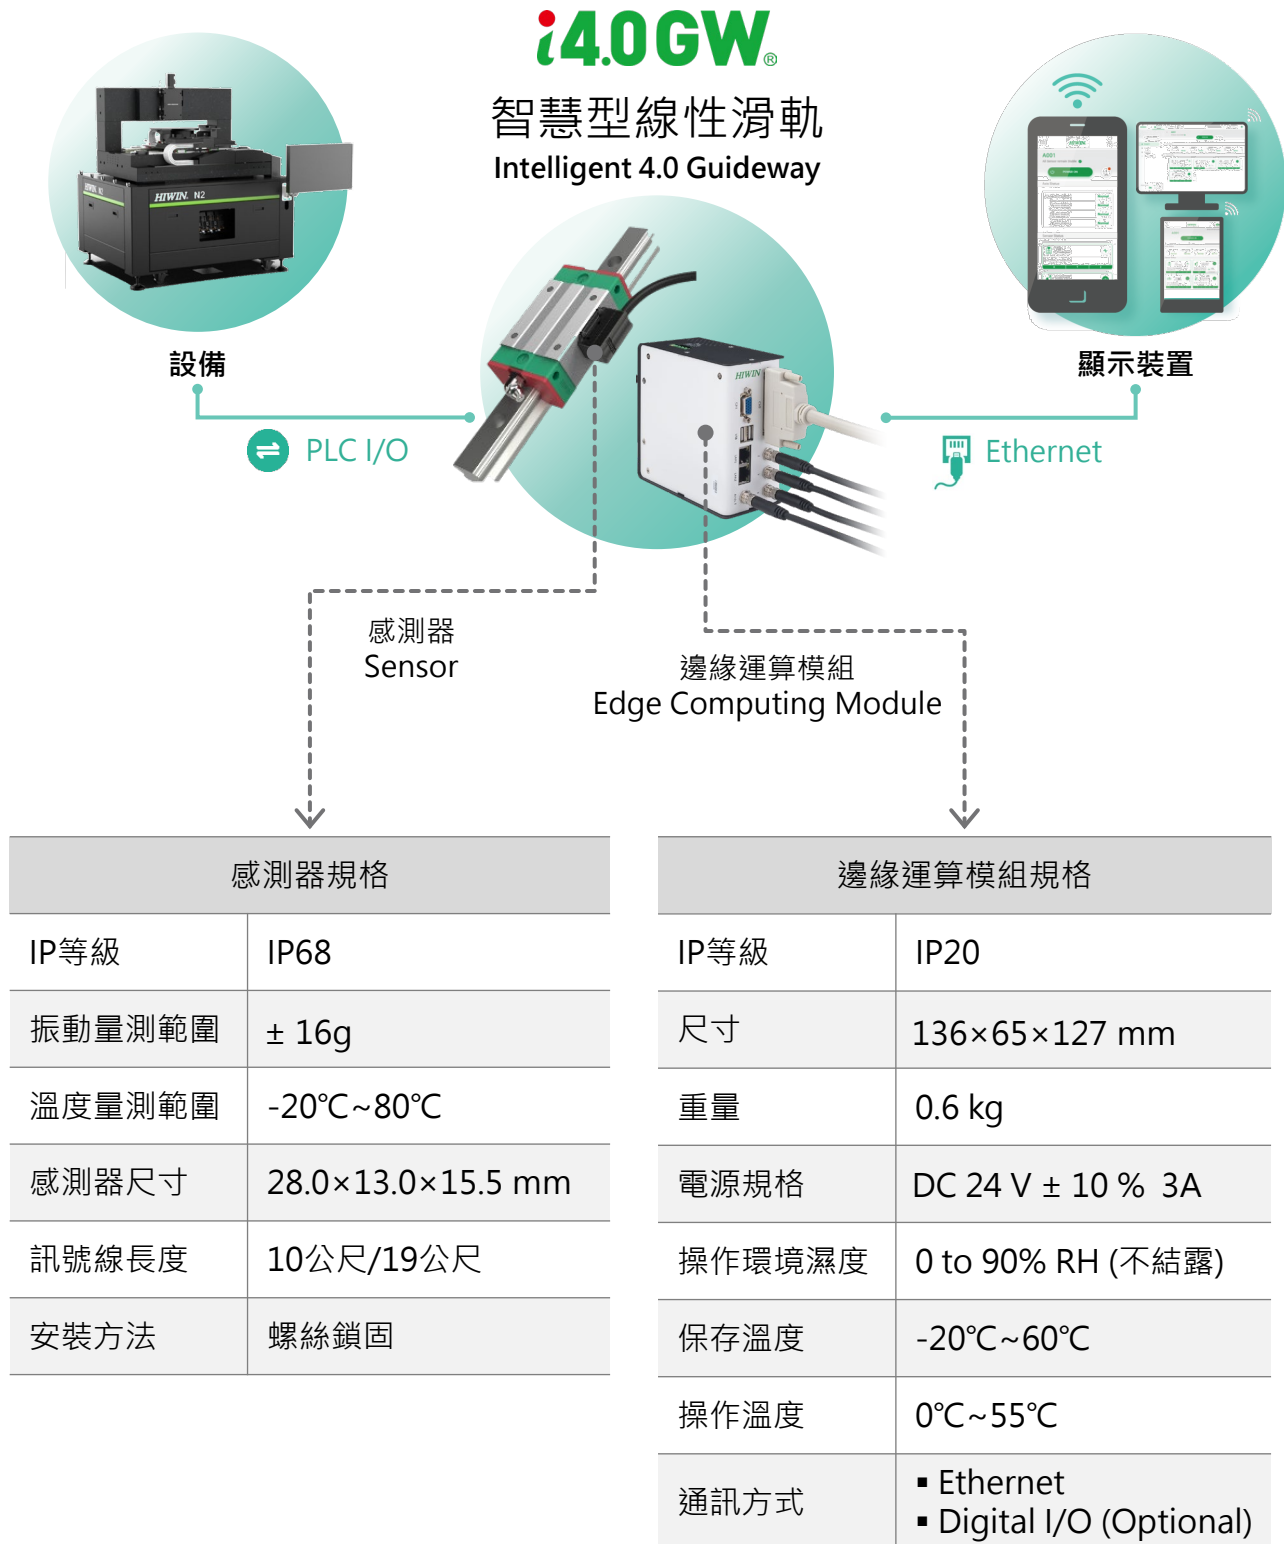 i4.0GW®
智慧型線性滑軌
Intelligent 4.0 Guideway
HIWIN. N2
HIWIN
設備
顯示裝置
PLC I/O
Ethernet
感測器
Sensor
邊緣運算模組
Edge Computing Module
感測器規格
IP等級 IP68
振動量測範圍 ± 16g
溫度量測範圍 -20℃~80℃
感測器尺寸 28.0×13.0×15.5 mm
訊號線長度 10公尺/19公尺
安裝方法 螺絲鎖固
邊緣運算模組規格
IP等級 IP20
尺寸 136×65×127 mm
重量 0.6 kg
電源規格 DC 24 V ± 10 % 3A
操作環境濕度 0 to 90% RH (不結露)
保存溫度 -20℃~60℃
操作溫度 0℃~55℃
通訊方式 ▪ Ethernet
▪ Digital I/O (Optional)